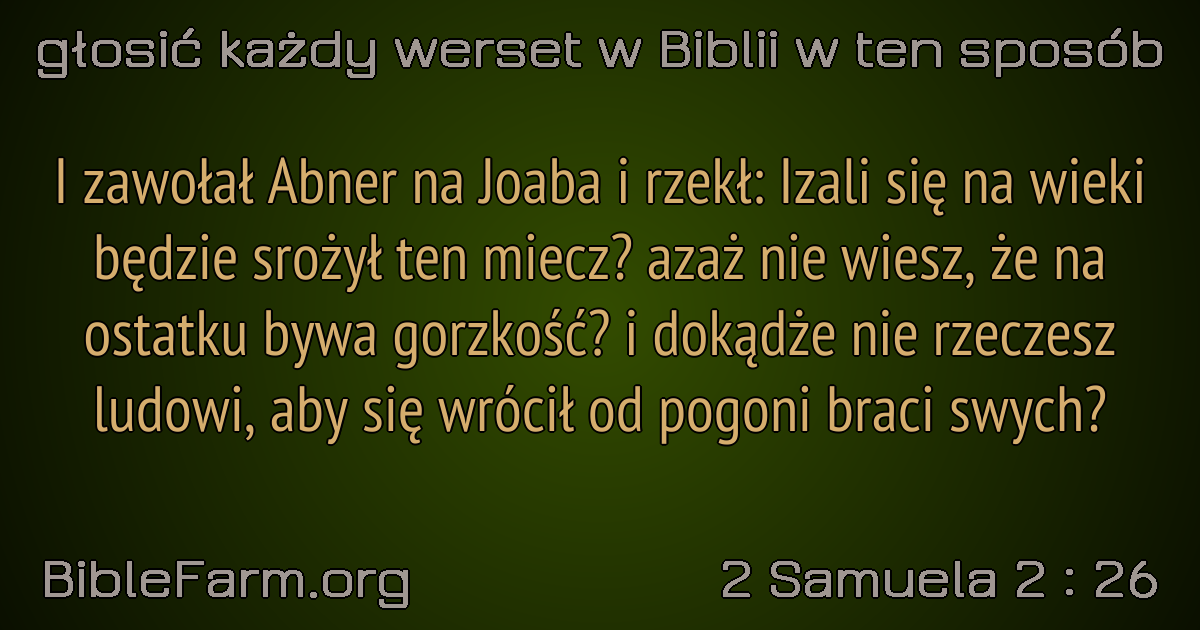 głosić każdy werset w Biblii w ten sposób
I zawołał Abner na Joaba i rzekł: Izali się na wieki
będzie srożył ten miecz? azaż nie wiesz, że na
ostatku bywa gorzkość? i dokądże nie rzeczesz
ludowi, aby się wrócił od pogoni braci swych?
BibleFarm.org
2 Samuela 2 : 26